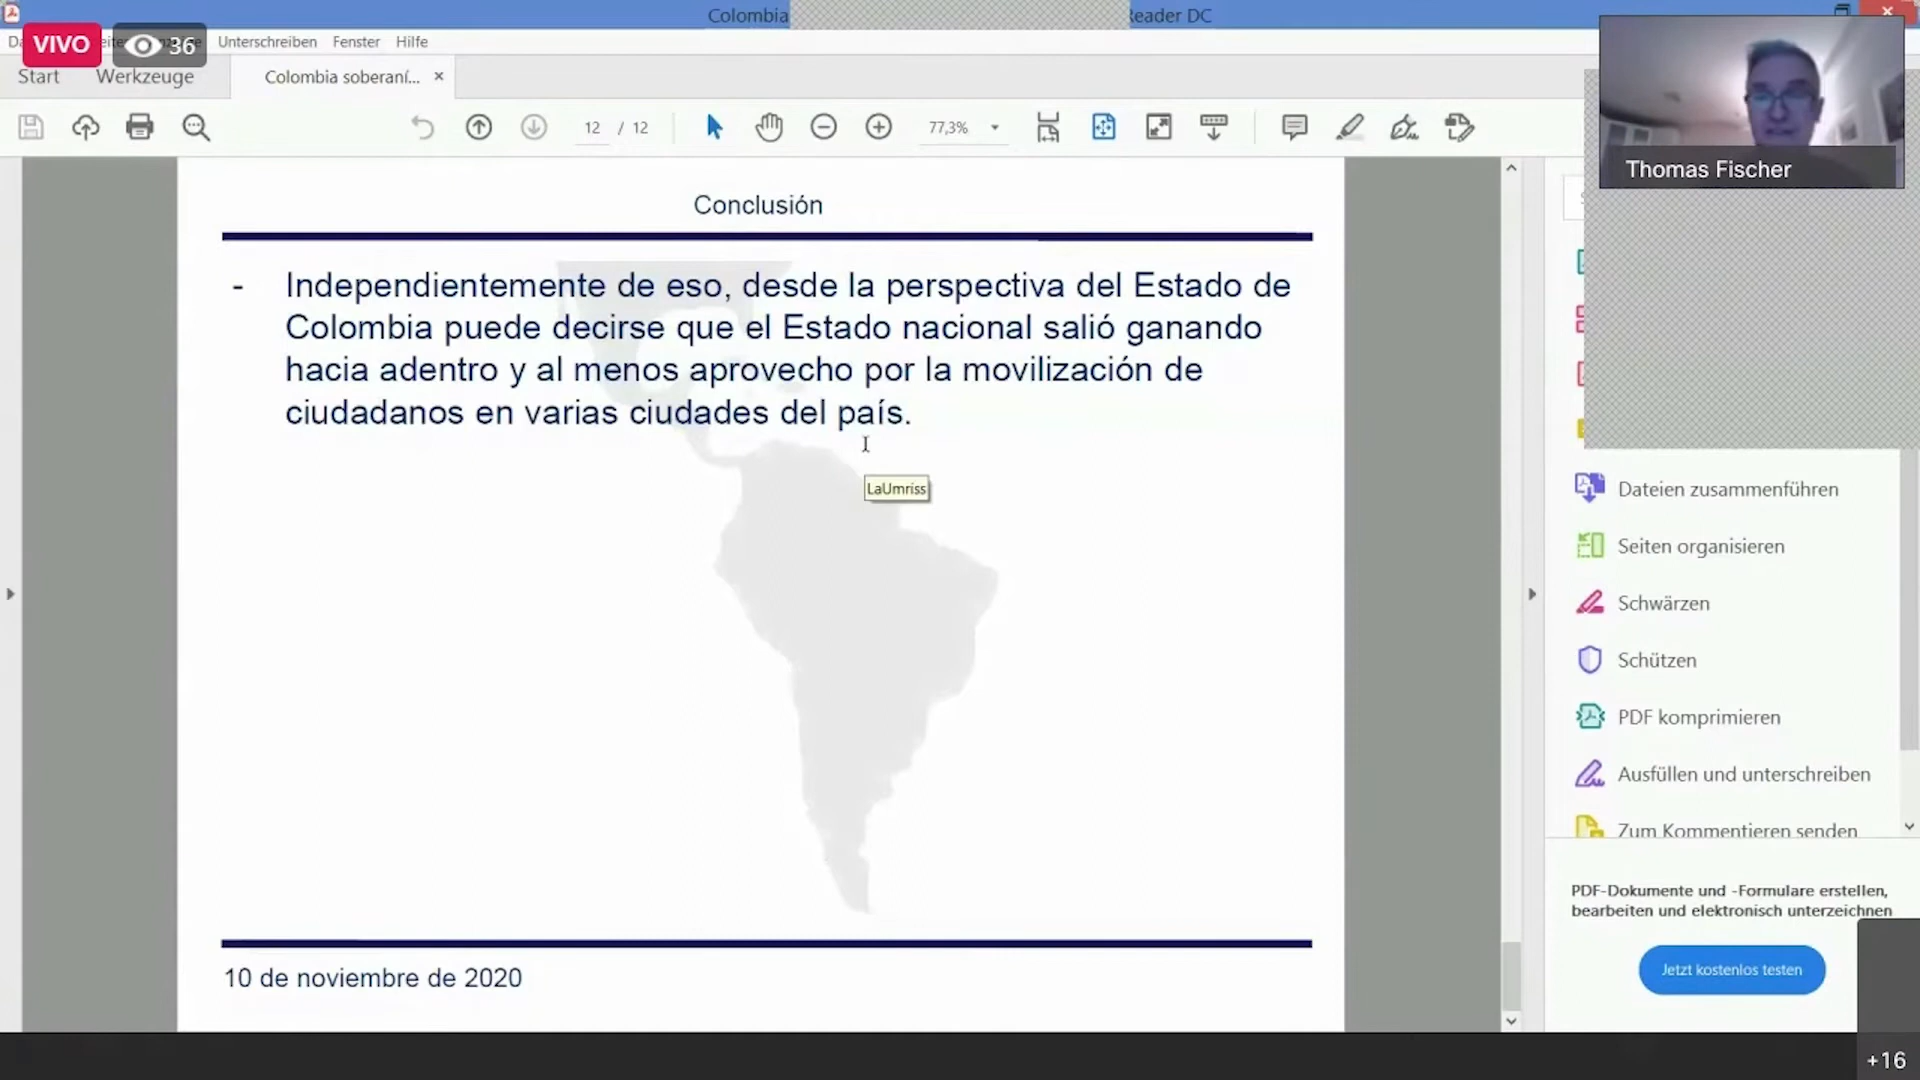 Colombia
Reader DC
VIVO
36
Unterschreiben Fenster Hilfe
Start Werkzeuge Colombia soberaní... ×
12 / 12
77,3%
Thomas Fischer
Conclusión
- Independientemente de eso, desde la perspectiva del Estado de
Colombia puede decirse que el Estado nacional salió ganando
hacia adentro y al menos aprovecho por la movilización de
ciudadanos en varias ciudades del país.
LaUmriss
10 de noviembre de 2020
Dateien zusammenführen
Seiten organisieren
Schwärzen
Schützen
PDF komprimieren
Ausfüllen und unterschreiben
Zum Kommentieren senden
PDF-Dokumente und -Formulare erstellen,
bearbeiten und elektronisch unterzeichnen
Jetzt kostenlos testen
+16